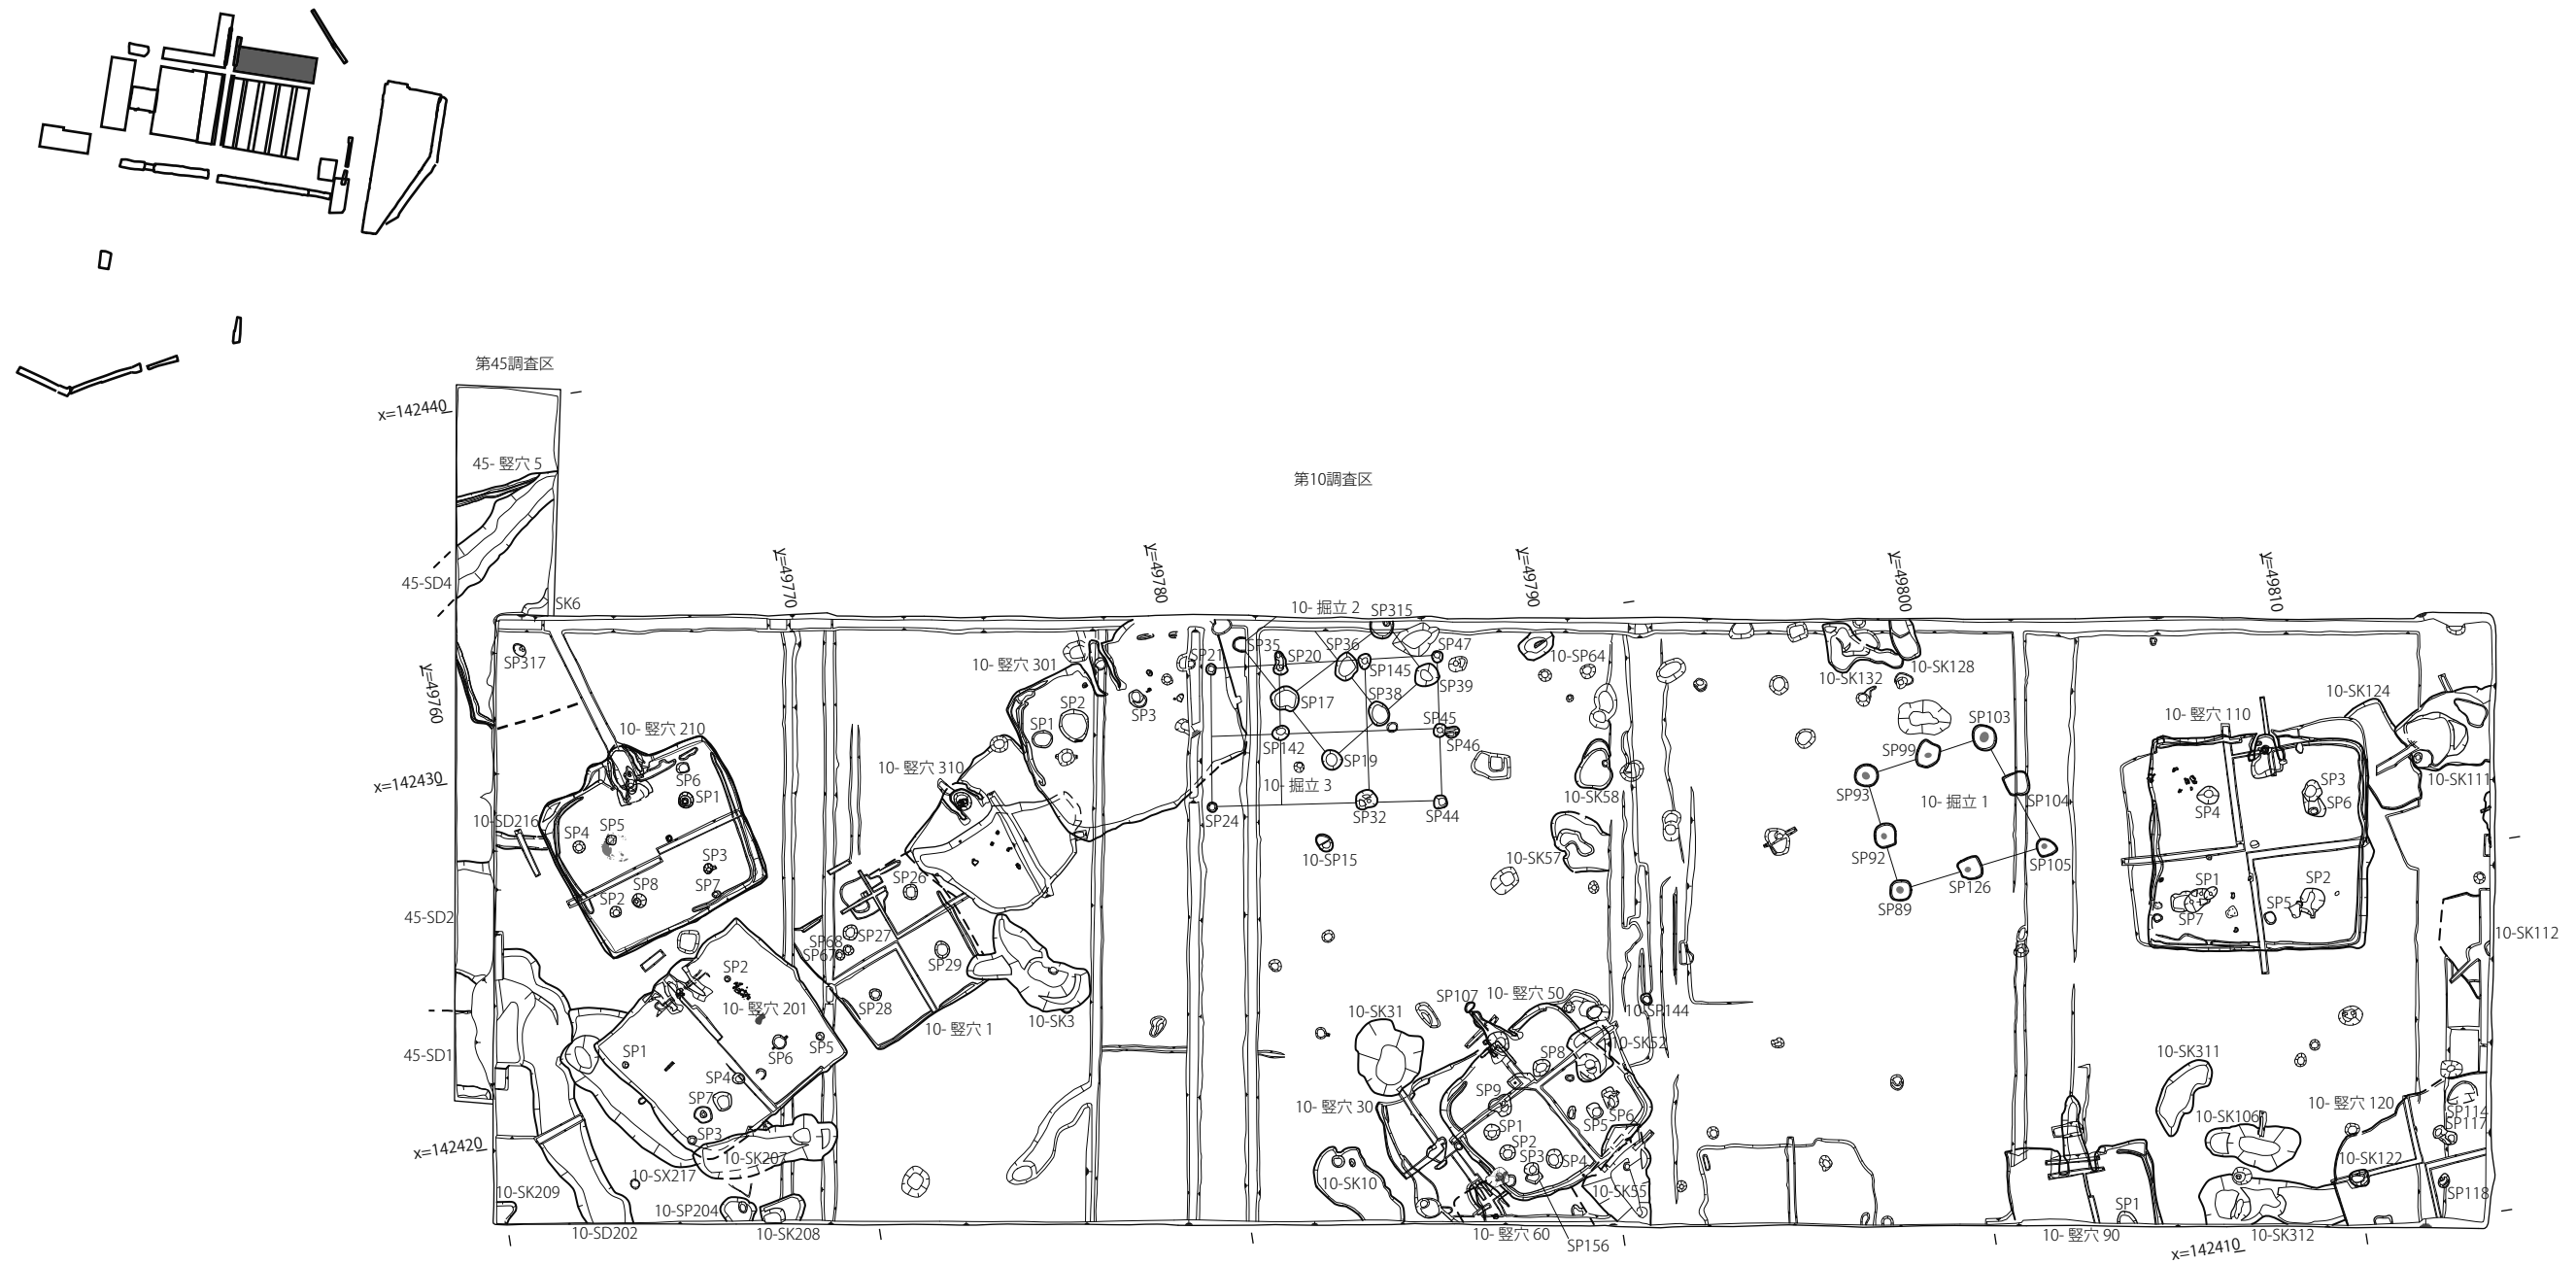 第45調査区
x=142440
45- 竪穴 5
第10調査区
45-SD4
SK6
y=49770
y=49780
y=49790
y=49800
y=49810
10- 掘立 2
SP315
SP317
y=49760
10- 竪穴 301
SP21
SP35
SP20
SP36
SP145
SP47
10-SP64
10-SK128
10-SK132
SP39
SP17
SP38
SP2
SP1
SP3
10-SK124
10- 竪穴 210
SP45
SP46
SP142
SP103
10- 竪穴 110
SP99
SP19
10- 竪穴 310
x=142430
SP6
SP1
10- 掘立 3
10-SK58
SP93
10- 掘立 1
SP104
SP3
SP6
SP4
10-SK111
10-SD216
SP4
SP5
SP24
SP32
SP44
10-SP15
10-SK57
SP92
SP105
SP3
SP7
SP8
SP2
SP26
SP126
SP89
SP1
SP7
SP2
SP5
45-SD2
10-SK112
SP68
SP67
SP27
SP29
SP2
10- 竪穴 201
SP28
10- 竪穴 1
10-SK3
10-SK31
SP107
10- 竪穴 50
10-SP144
45-SD1
SP1
SP6
SP5
SP4
SP7
SP3
10-SK52
SP8
SP9
10-SK311
10- 竪穴 30
SP6
SP5
SP1
SP2
SP3
SP4
10-SK106
10- 竪穴 120
SP114
SP117
x=142420
10-SK207
10-SX217
10-SK10
10-SK55
10-SK122
SP118
10-SK209
10-SP204
10-SD202
10-SK208
10- 竪穴 60
SP156
SP1
10- 竪穴 90
x=142410
10-SK312